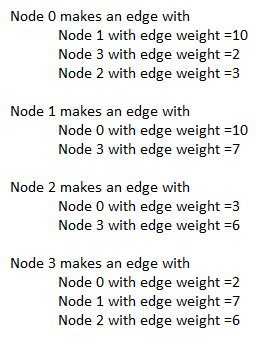 Node 0 makes an edge with
Node 1 with edge weight =10
Node 3 with edge weight =2
Node 2 with edge weight =3
Node 1 makes an edge with
Node 0 with edge weight =10
Node 3 with edge weight =7
Node 2 makes an edge with
Node 0 with edge weight =3
Node 3 with edge weight =6
Node 3 makes an edge with
Node 0 with edge weight =2
Node 1 with edge weight =7
Node 2 with edge weight =6